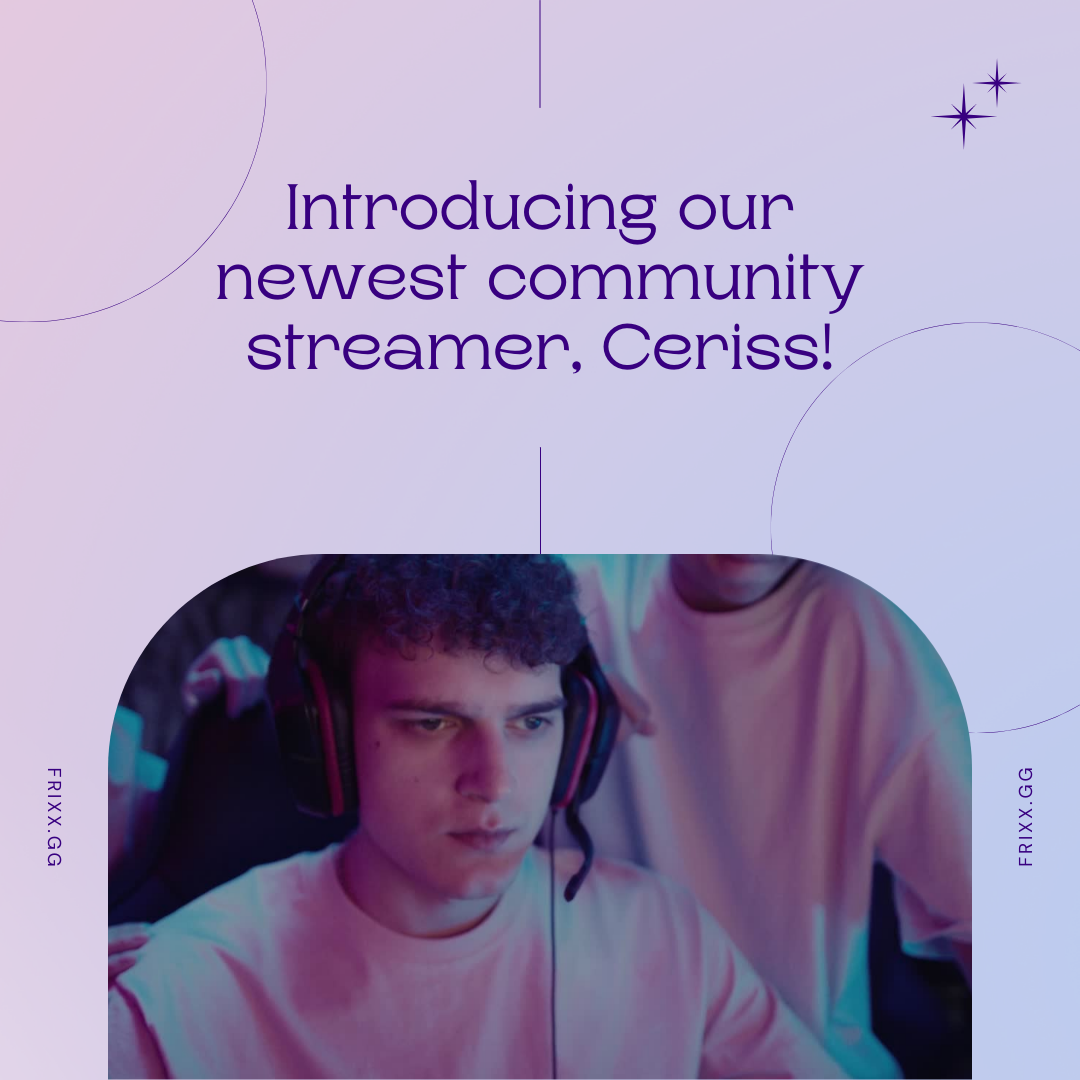 Introducing our
newest community
streamer, Ceriss!
FRIXX.GG
FRIXX.GG